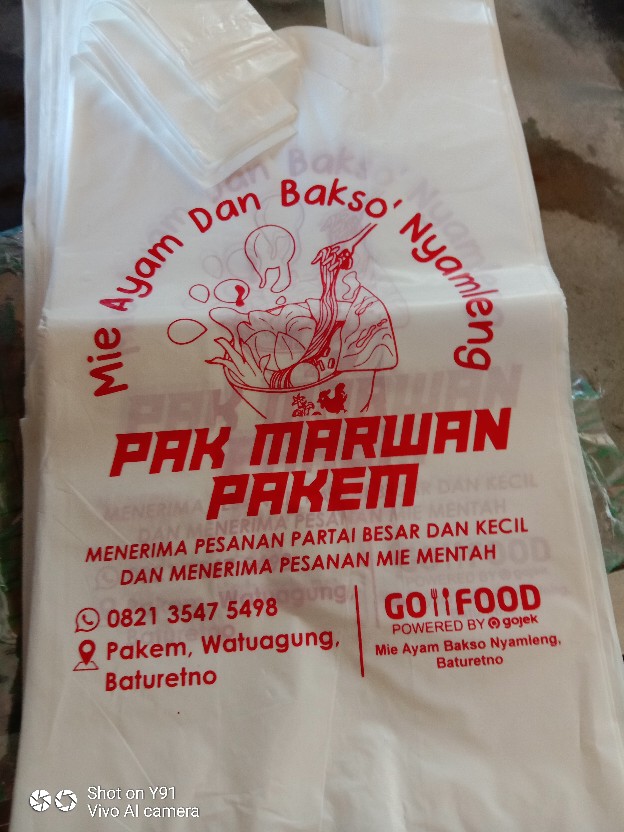 Mie Ayam Dan Bakso' Nyamleng
PAK MARWAN
PAKEM
MENERIMA PESANAN PARTAI BESAR DAN KECIL
DAN MENERIMA PESANAN MIE MENTAH
0821 3547 5498
Pakem, Watuagung,
Baturetno
GOFOOD
POWERED BY gojek
Mie Ayam Bakso Nyamleng,
Baturetno
Shot on Y91
Vivo AI camera